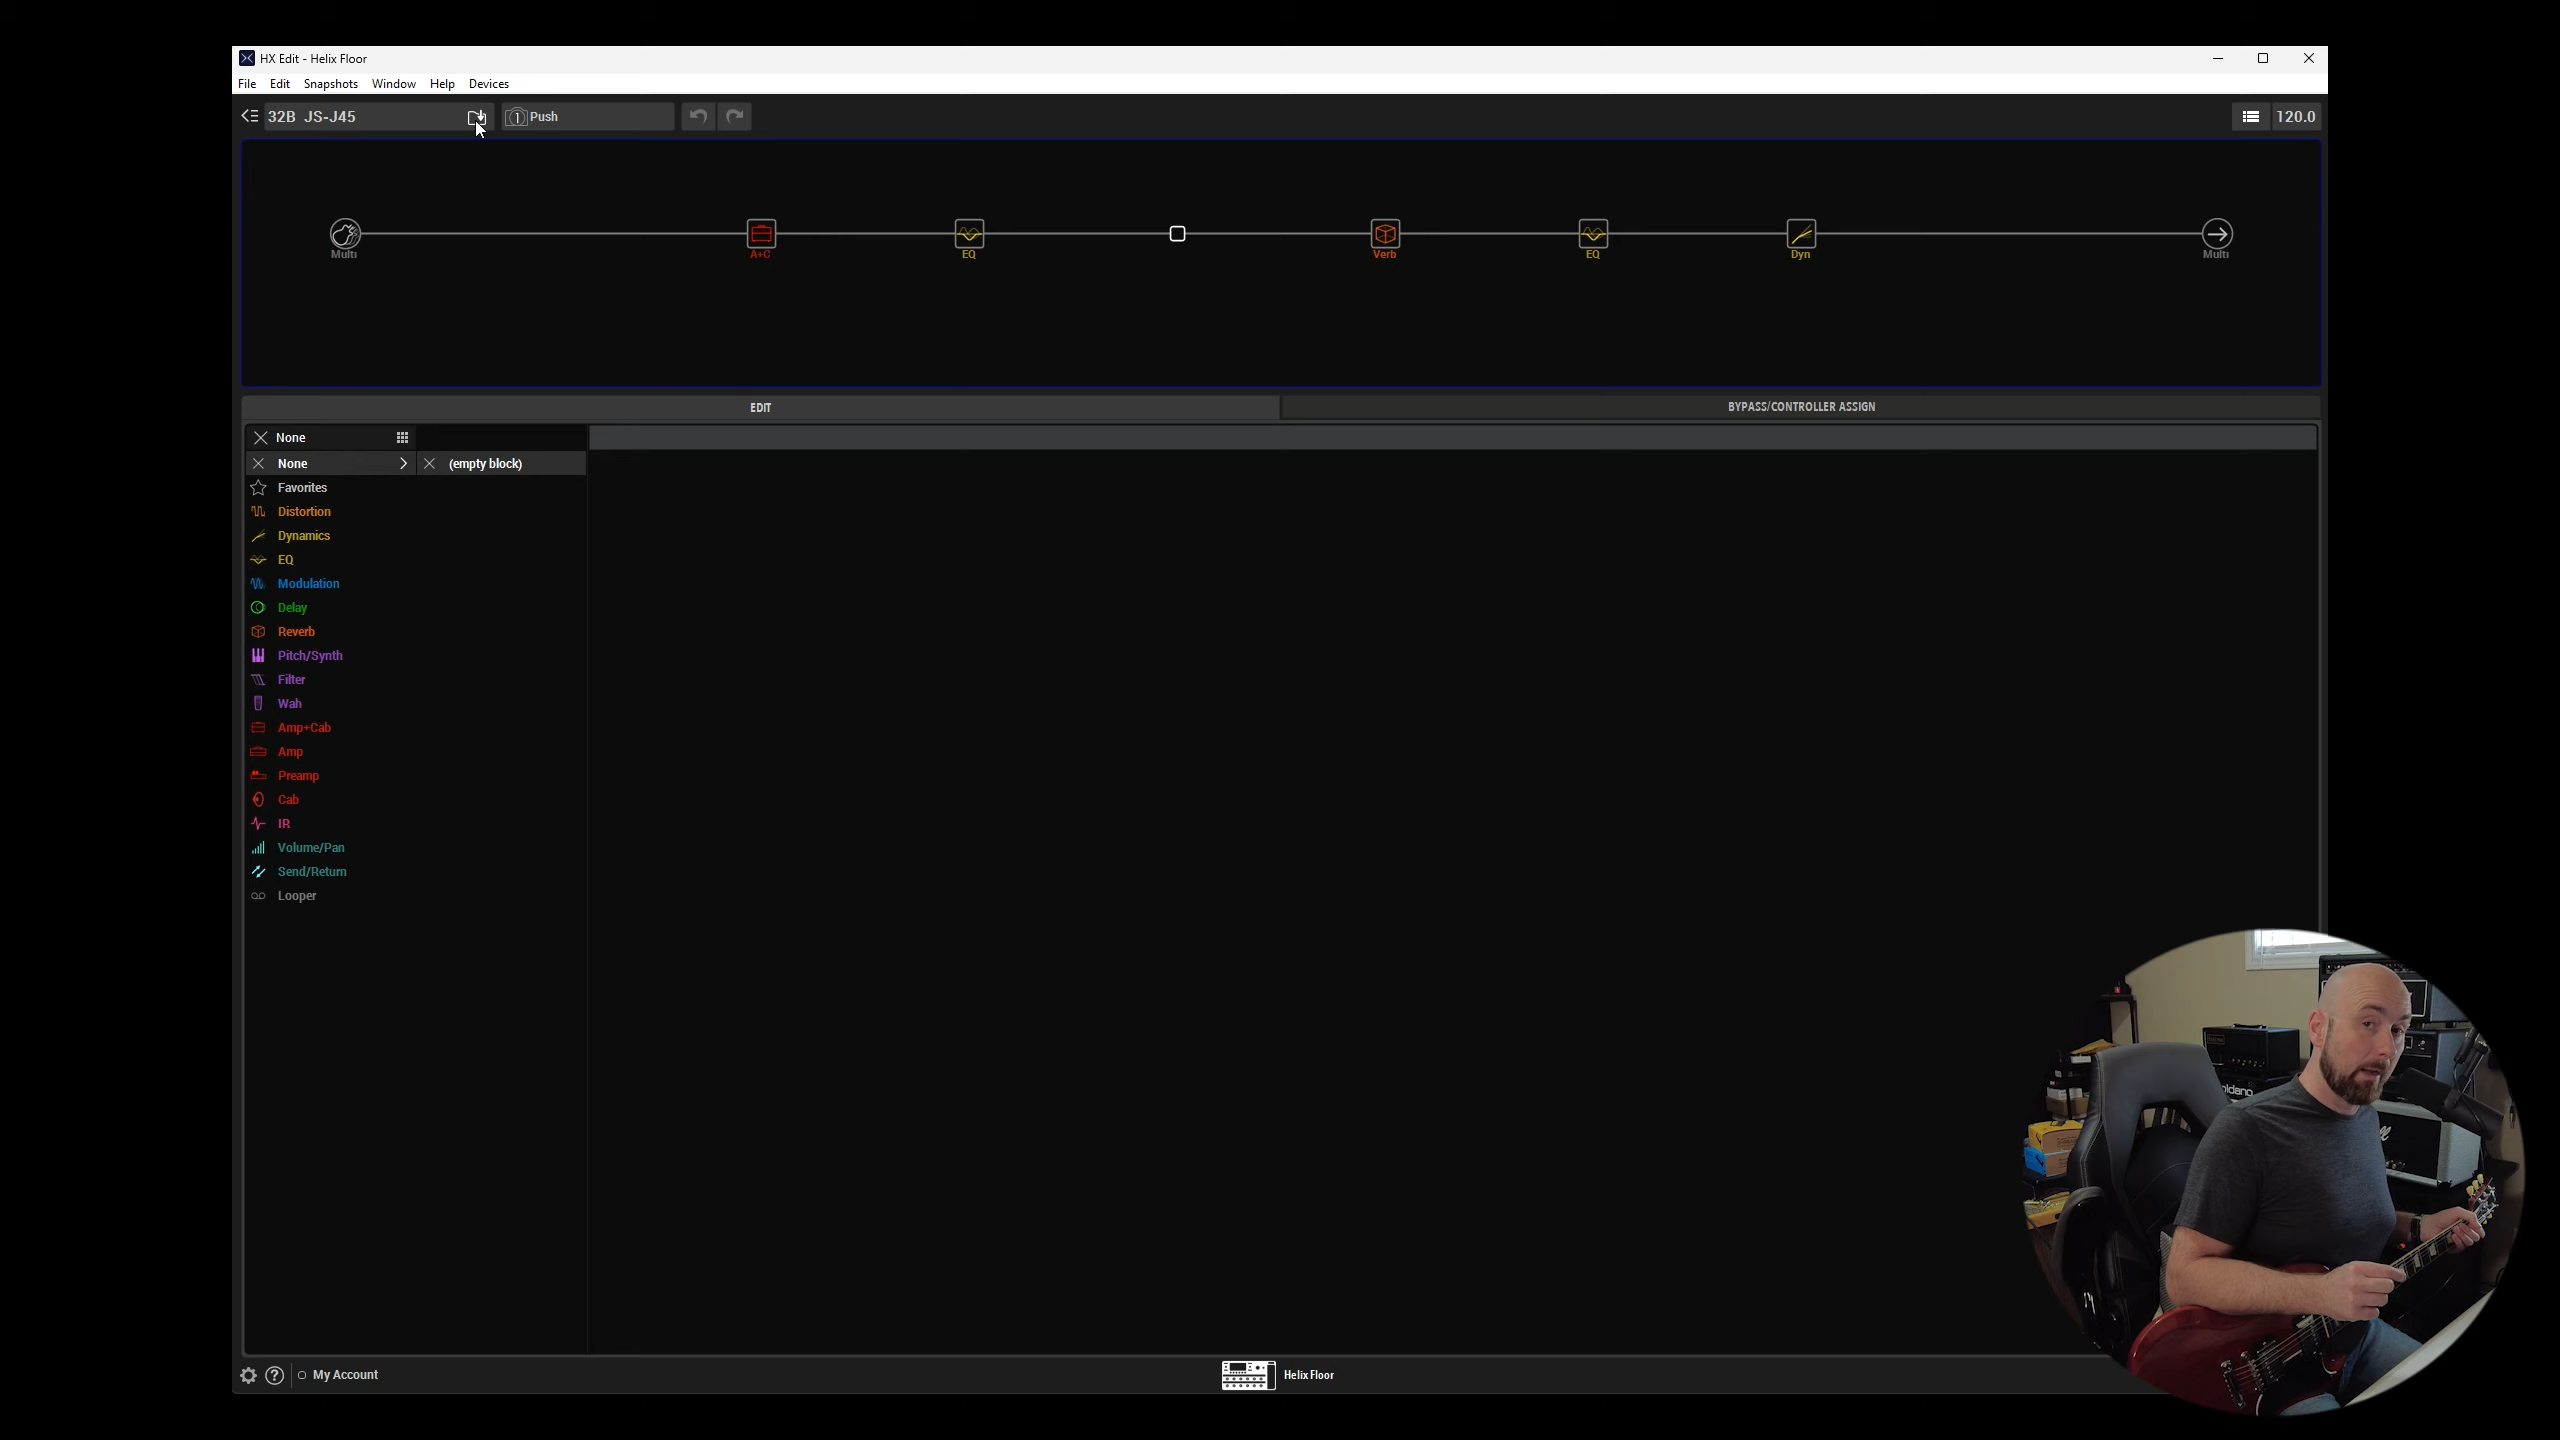 HX Edit - Helix Floor
File Edit Snapshots Window Help Devices
32B JS-J45
1 Push
120.0
Multi
A+C
EQ
Verb
EQ
Dyn
Multi
EDIT
BYPASS/CONTROLLER ASSIGN
None
None
(empty block)
Favorites
Distortion
Dynamics
EQ
Modulation
Delay
Reverb
Pitch/Synth
Filter
Wah
Amp+Cab
Amp
Preamp
Cab
IR
Volume/Pan
Send/Return
Looper
My Account
Helix Floor